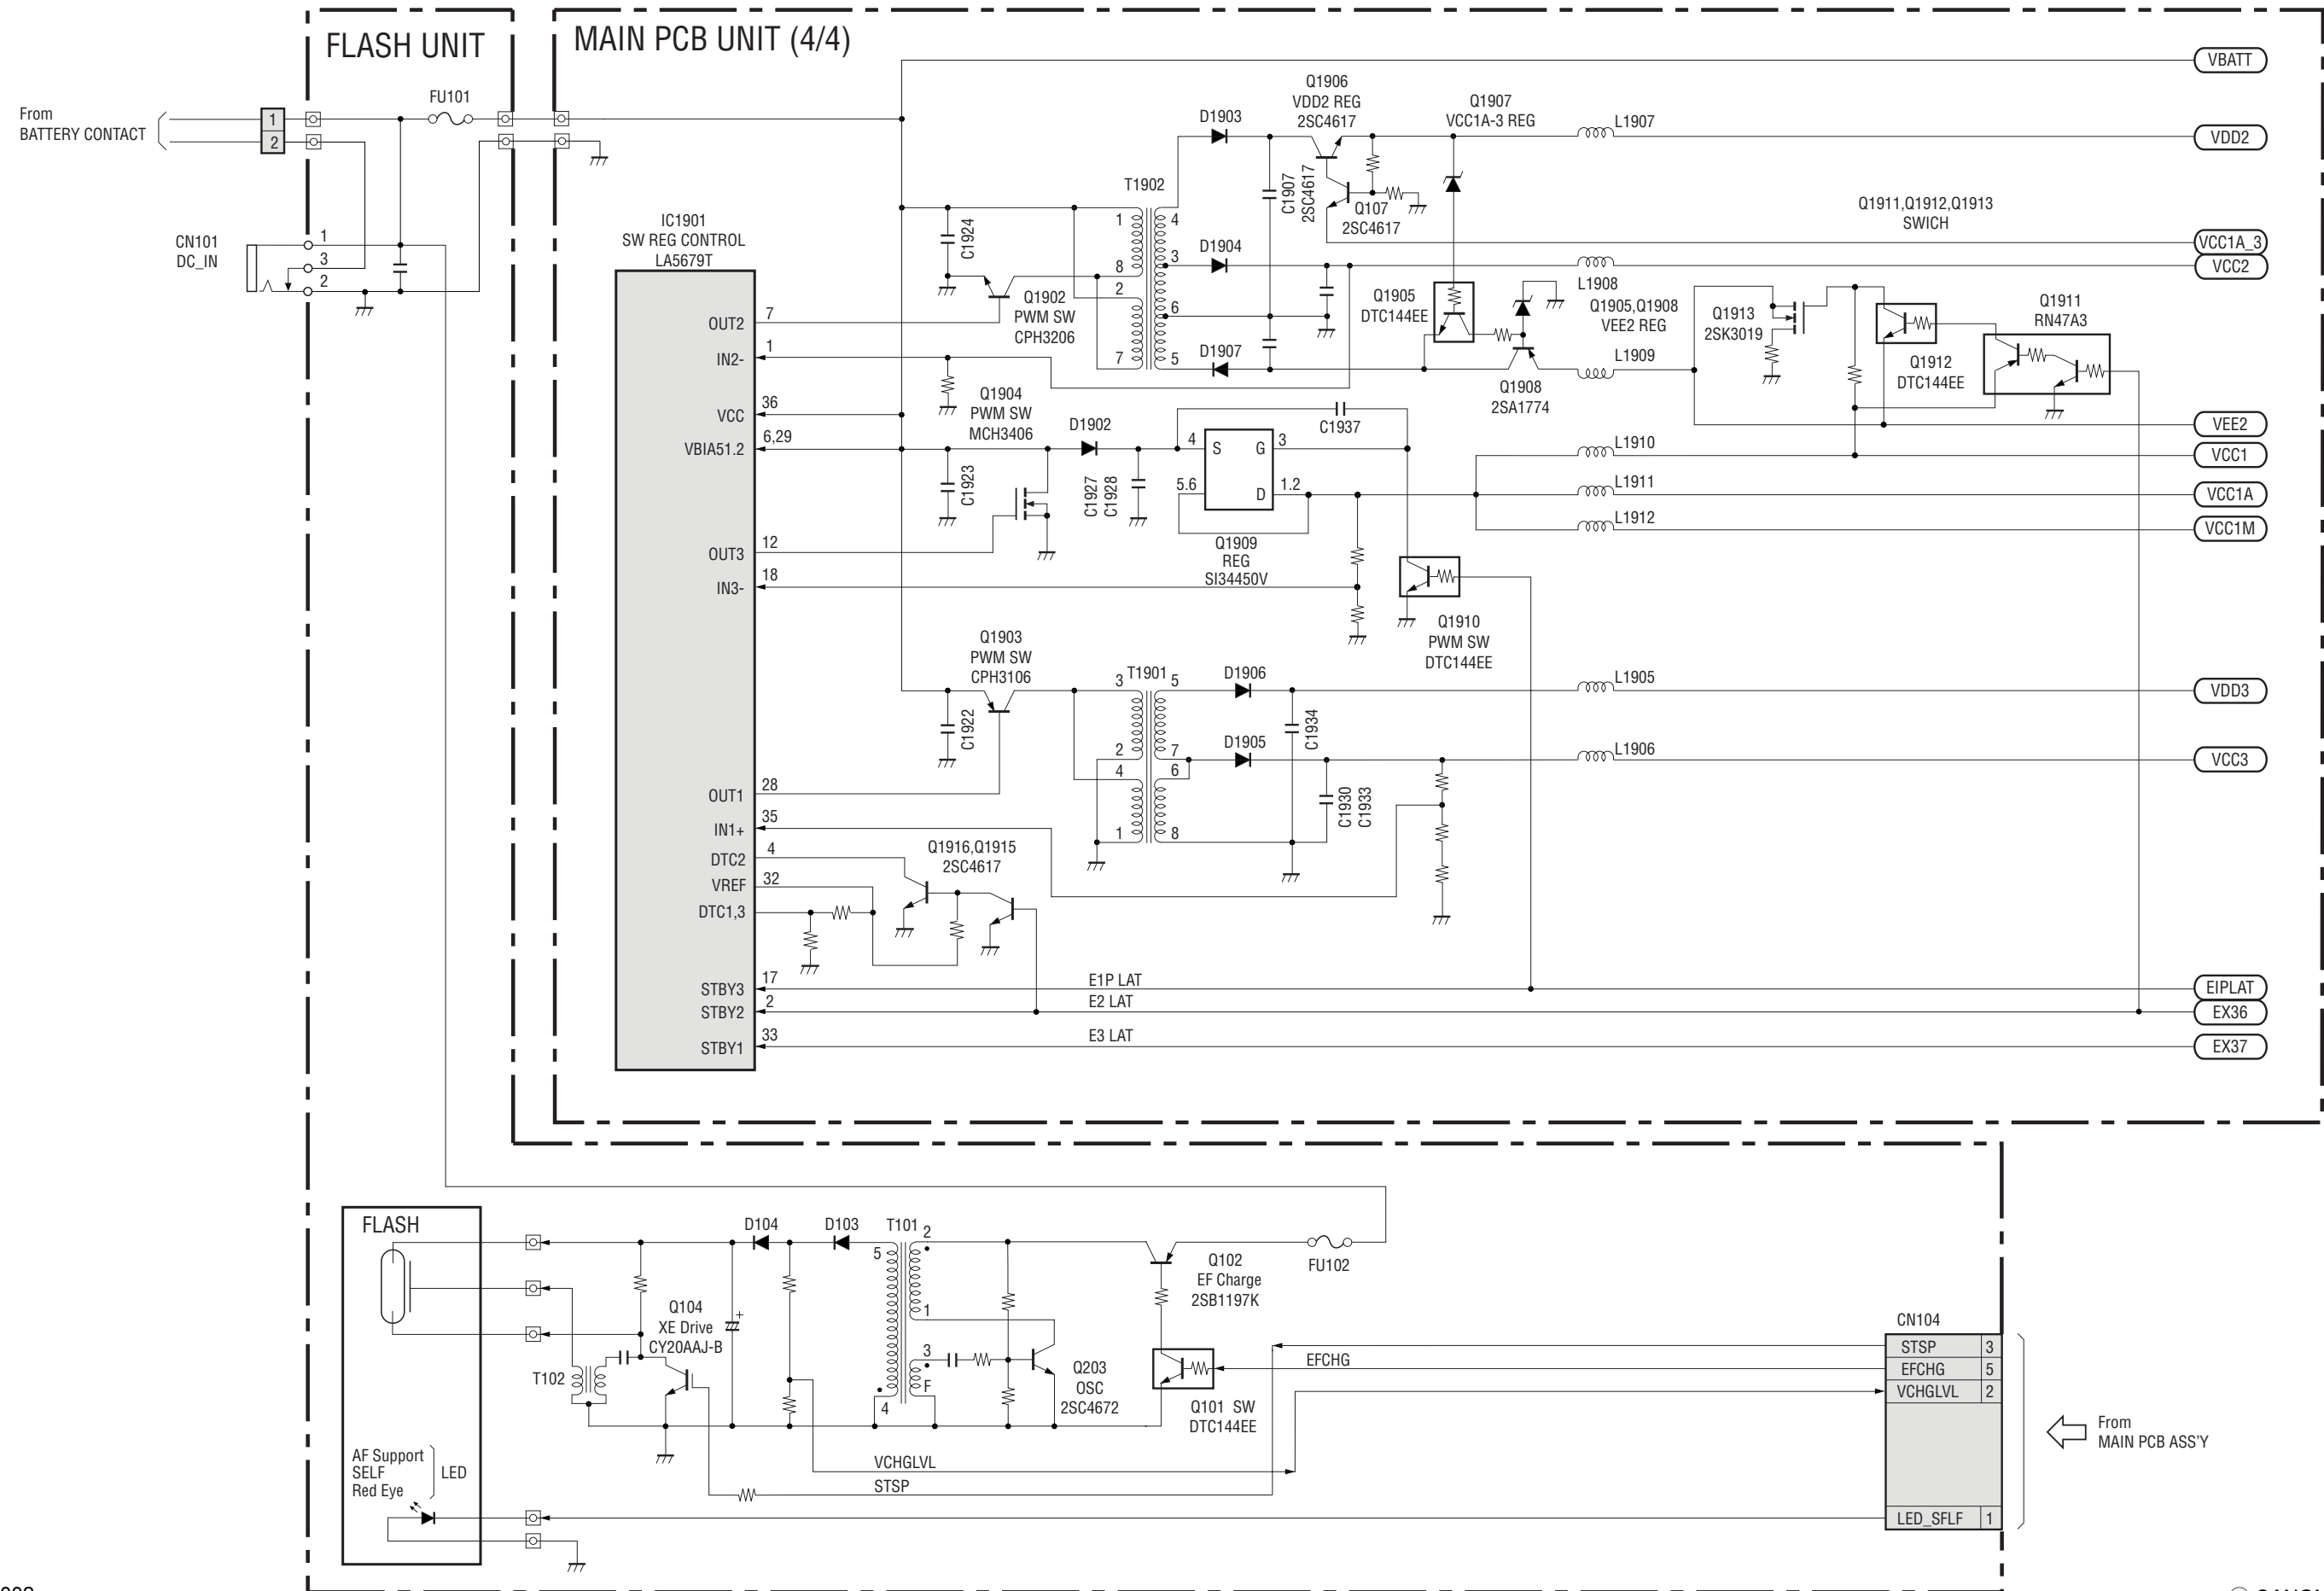 FLASH UNIT
MAIN PCB UNIT (4/4)
From
BATTERY CONTACT
1
2
FU101
CN101
DC_IN
1
3
2
IC1901
SW REG CONTROL
LA5679T
OUT2
7
IN2-
1
VCC
36
VBIA51.2
6,29
OUT3
12
IN3-
18
OUT1
28
IN1+
35
DTC2
4
VREF
32
DTC1,3
STBY3
17
STBY2
2
STBY1
33
C1924
Q1902
PWM SW
CPH3206
T1902
1
8
2
7
4
3
6
5
D1903
D1904
D1907
C1907
2SC4617
Q1906
VDD2 REG
2SC4617
Q107
2SC4617
Q1907
VCC1A-3 REG
L1907
Q1911,Q1912,Q1913
SWICH
L1908
Q1905
DTC144EE
Q1905,Q1908
VEE2 REG
L1909
Q1908
2SA1774
Q1913
2SK3019
Q1912
DTC144EE
Q1911
RN47A3
Q1904
PWM SW
MCH3406
C1923
D1902
C1927
C1928
C1937
4
S
G
3
5.6
D
1.2
Q1909
REG
SI34450V
L1910
L1911
L1912
Q1910
PWM SW
DTC144EE
Q1903
PWM SW
CPH3106
C1922
T1901
3
2
4
1
5
7
6
8
D1906
D1905
C1934
C1930
C1933
L1905
L1906
Q1916,Q1915
2SC4617
E1P LAT
E2 LAT
E3 LAT
VBATT
VDD2
VCC1A_3
VCC2
VEE2
VCC1
VCC1A
VCC1M
VDD3
VCC3
EIPLAT
EX36
EX37
FLASH
D104
D103
T101
2
5
1
3
F
4
Q104
XE Drive
CY20AAJ-B
+
T102
Q203
OSC
2SC4672
Q102
EF Charge
2SB1197K
FU102
Q101 SW
DTC144EE
EFCHG
VCHGLVL
STSP
CN104
STSP 3
EFCHG 5
VCHGLVL 2
LED_SFLF 1
From
MAIN PCB ASS'Y
AF Support
SELF
Red Eye
LED